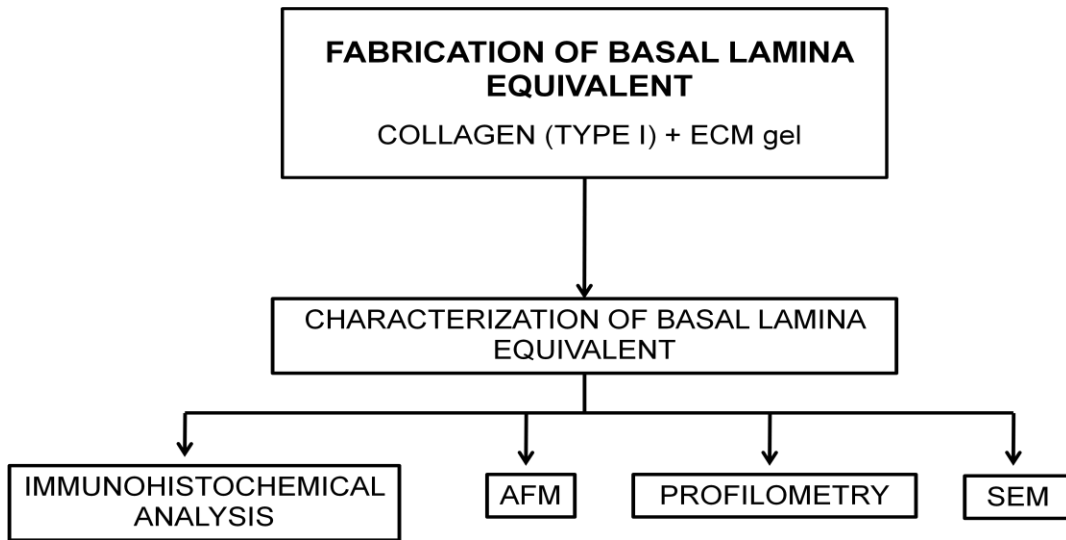 FABRICATION OF BASAL LAMINA
EQUIVALENT
COLLAGEN (TYPE I) + ECM gel
CHARACTERIZATION OF BASAL LAMINA
EQUIVALENT
IMMUNOHISTOCHEMICAL
ANALYSIS
AFM
PROFILOMETRY
SEM